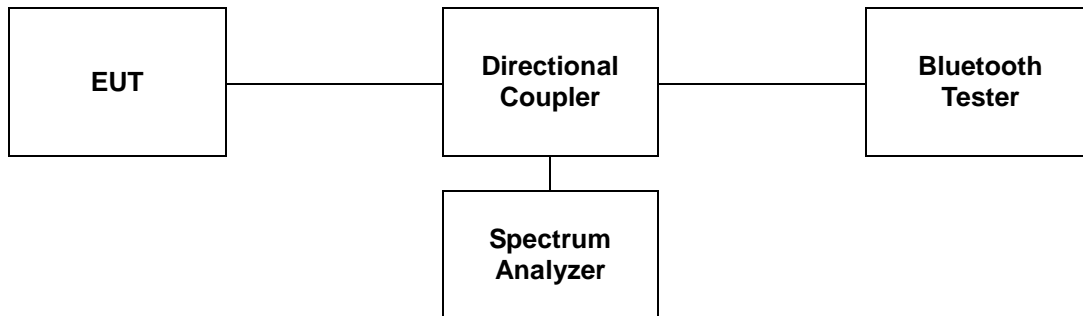 EUT
Directional
Coupler
Bluetooth
Tester
Spectrum
Analyzer